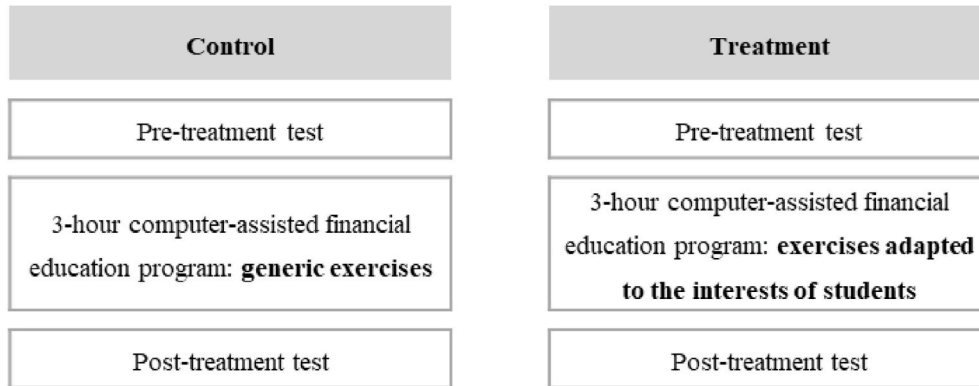 Control
Pre-treatment test
3-hour computer-assisted financial
education program: generic exercises
Post-treatment test
Treatment
Pre-treatment test
3-hour computer-assisted financial
education program: exercises adapted
to the interests of students
Post-treatment test